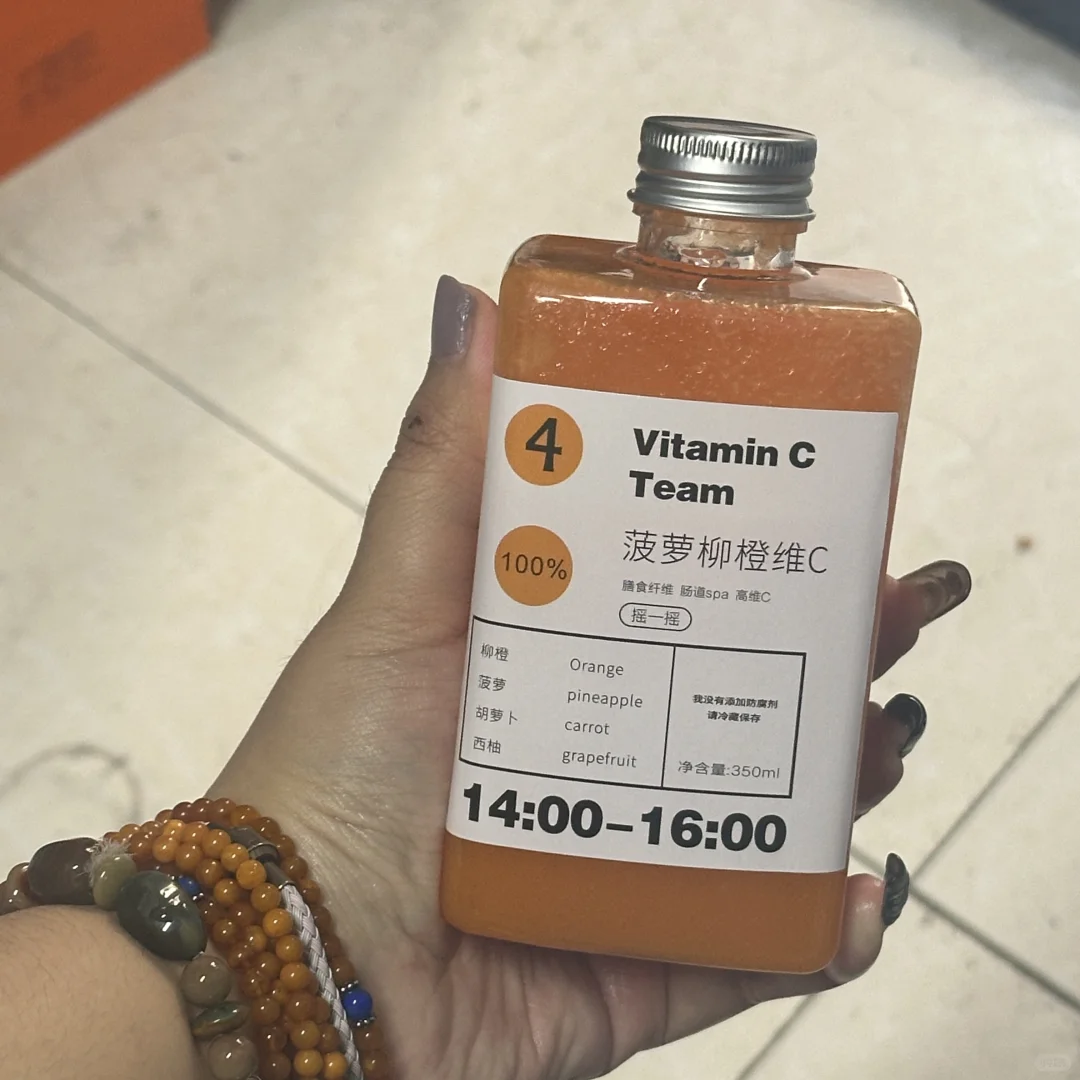 4
Vitamin C
Team
100%
菠萝柳橙维C
膳食纤维 肠道spa 高维C
摇一摇
柳橙 Orange
菠萝 pineapple
胡萝卜 carrot
西柚 grapefruit
我没有添加防腐剂
请冷藏保存
净含量:350ml
14:00–16:00